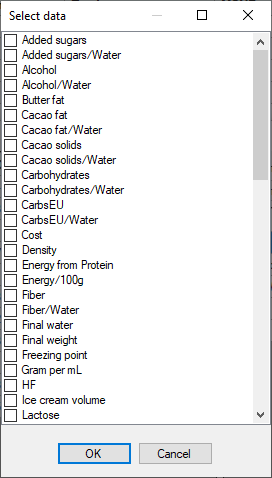 Select data
Added sugars
Added sugars/Water
Alcohol
Alcohol/Water
Butter fat
Cacao fat
Cacao fat/Water
Cacao solids
Cacao solids/Water
Carbohydrates
Carbohydrates/Water
CarbsEU
CarbsEU/Water
Cost
Density
Energy from Protein
Energy/100g
Fiber
Fiber/Water
Final water
Final weight
Freezing point
Gram per mL
HF
Ice cream volume
Lactose
OK Cancel